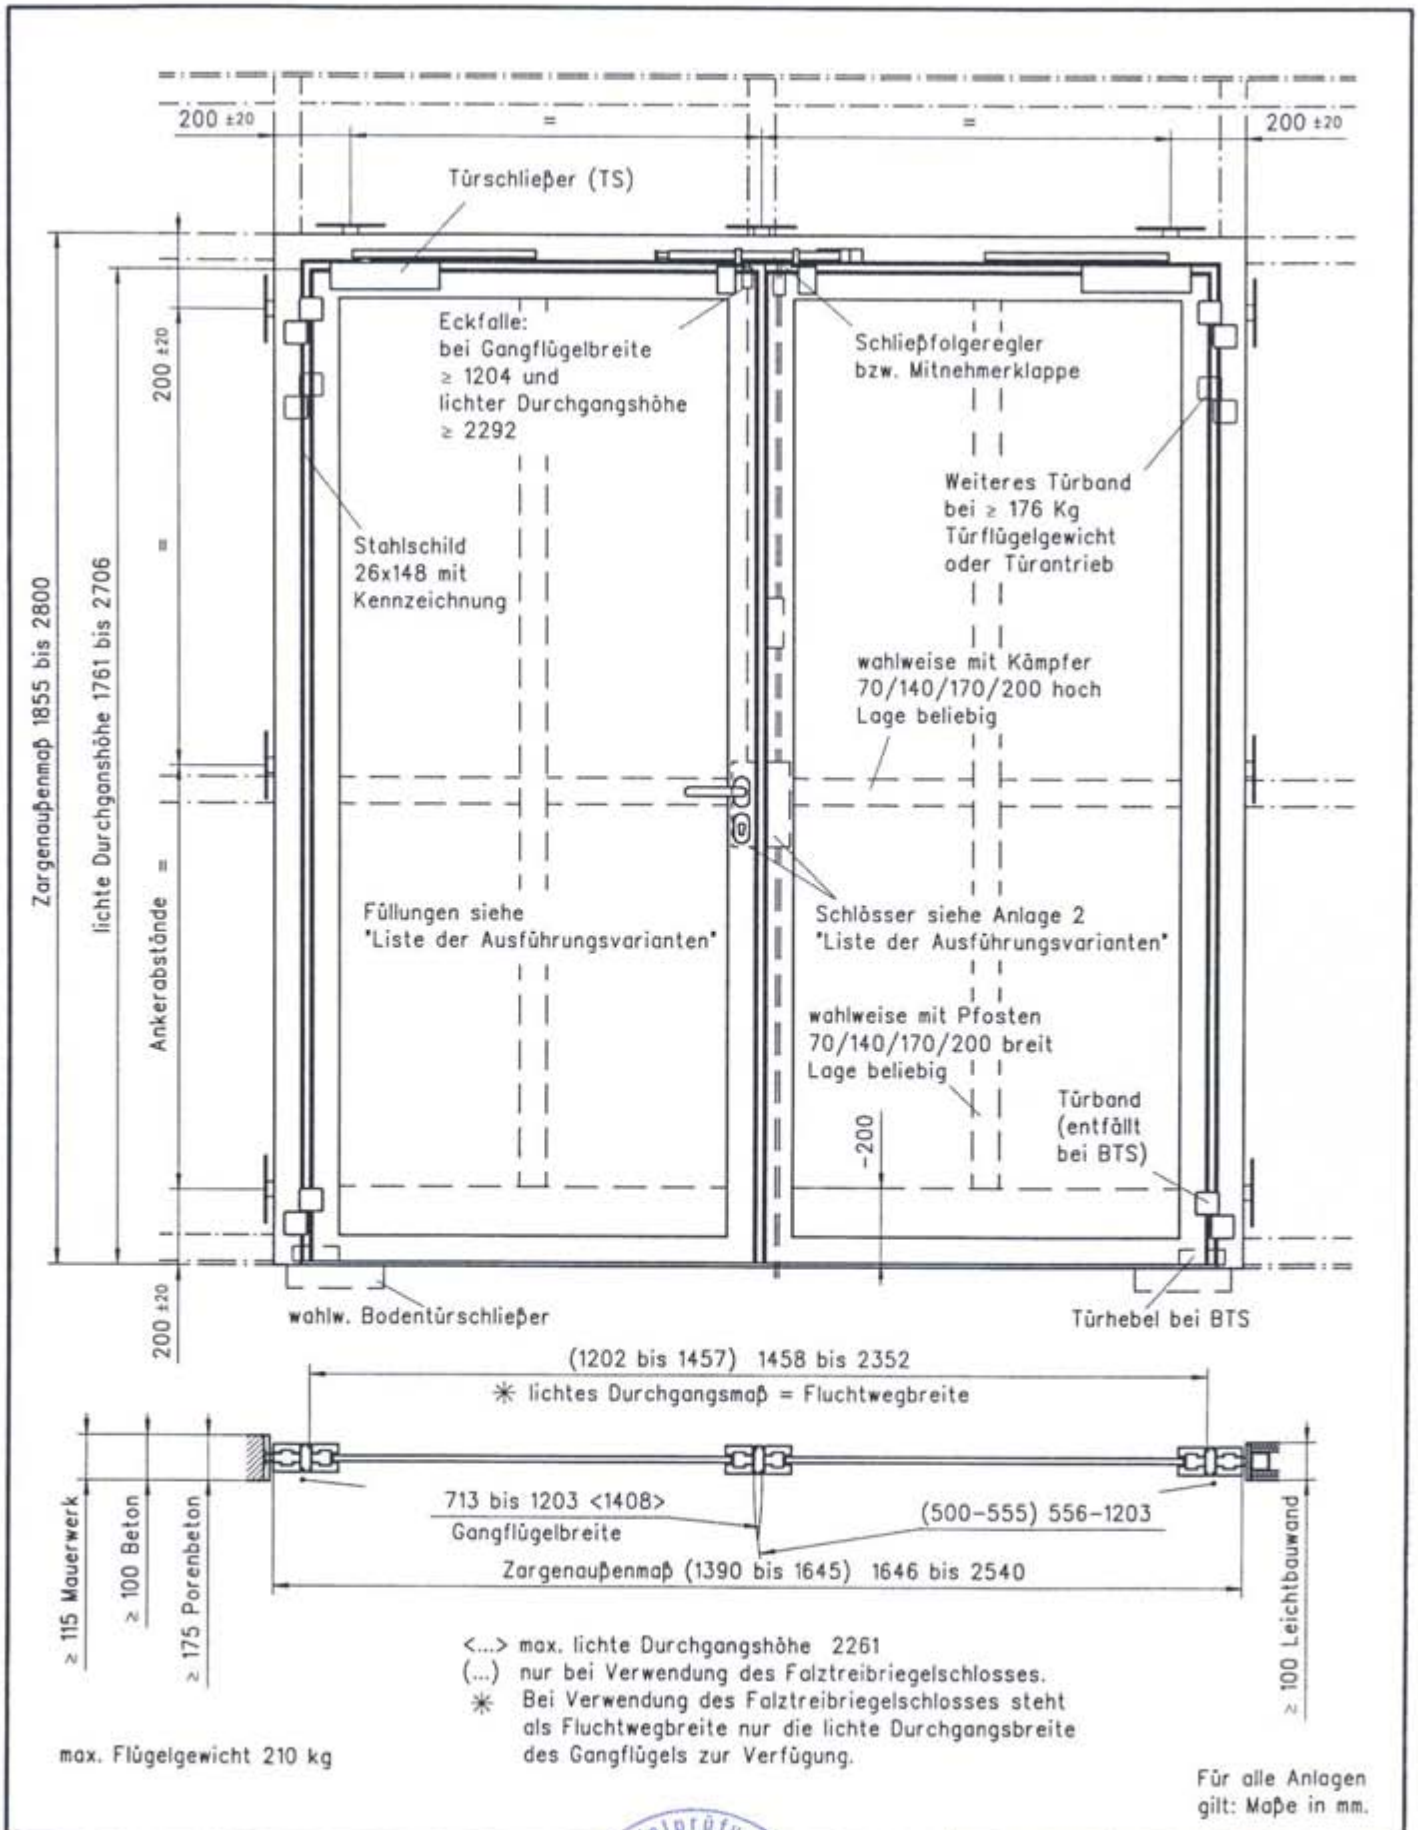 200 ±20
=
=
200 ±20
Türschließer (TS)
Eckfalle:
bei Gangflügelbreite
≥ 1204 und
lichter Durchgangshöhe
≥ 2292
Schließfolgeregler
bzw. Mitnehmerklappe
200 ±20
Weiteres Türband
bei ≥ 176 Kg
Türflügelgewicht
oder Türantrieb
=
Stahlschild
26x148 mit
Kennzeichnung
Zargenaußenmaß 1855 bis 2800
lichte Durchganshöhe 1761 bis 2706
wahlweise mit Kämpfer
70/140/170/200 hoch
Lage beliebig
Ankerabstände =
Füllungen siehe
"Liste der Ausführungsvarianten"
Schlösser siehe Anlage 2
"Liste der Ausführungsvarianten"
wahlweise mit Pfosten
70/140/170/200 breit
Lage beliebig
~200
Türband
(entfällt
bei BTS)
200 ±20
wahlw. Bodentürschließer
Türhebel bei BTS
(1202 bis 1457) 1458 bis 2352
* lichtes Durchgangsmaß = Fluchtwegbreite
≥ 115 Mauerwerk
≥ 100 Beton
≥ 175 Porenbeton
713 bis 1203 <1408>
Gangflügelbreite
(500-555) 556-1203
≥ 100 Leichtbauwand
Zargenaußenmaß (1390 bis 1645) 1646 bis 2540
<...> max. lichte Durchgangshöhe 2261
(...) nur bei Verwendung des Falztreibriegelschlosses.
* Bei Verwendung des Falztreibriegelschlosses steht
als Fluchtwegbreite nur die lichte Durchgangsbreite
des Gangflügels zur Verfügung.
max. Flügelgewicht 210 kg
Für alle Anlagen
gilt: Maße in mm.